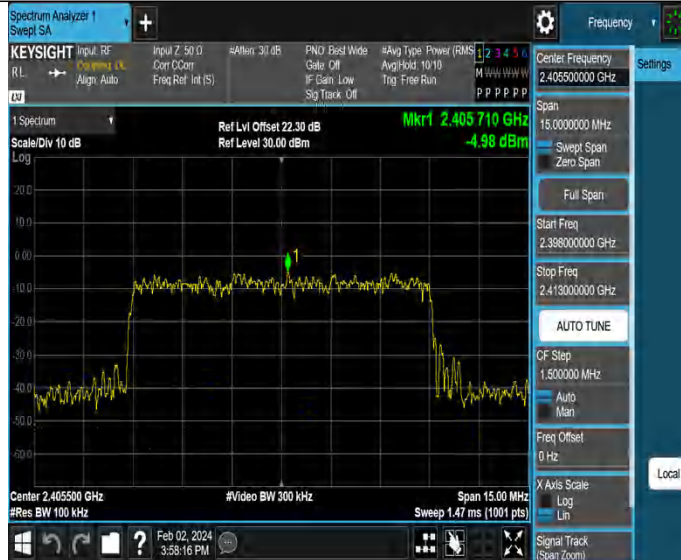 Spectrum Analyzer 1
Swept SA
Frequency
KEYSIGHT
Input: RF
Input Z: 50 Ω
#Atten: 30 dB
PNO: Best Wide
#Avg Type: Power (RMS
1 2 3 4 5 6
RL
Coupling: DC
Corr CCorr
Gate: Off
Avg|Hold: 10/10
M W W W W W
Align: Auto
Freq Ref: Int (S)
IF Gain: Low
Trig: Free Run
Sig Track: Off
P P P P P P
LXI
Settings
1 Spectrum
Scale/Div 10 dB
Ref Lvl Offset 22.30 dB
Ref Level 30.00 dBm
Mkr1 2.405 710 GHz
-4.98 dBm
Log
20.0
10.0
0.00
-10.0
-20.0
-30.0
-40.0
-50.0
-60.0
1
Center 2.405500 GHz
#Video BW 300 kHz
Span 15.00 MHz
#Res BW 100 kHz
Sweep 1.47 ms (1001 pts)
Center Frequency
2.405500000 GHz
Span
15.0000000 MHz
Swept Span
Zero Span
Full Span
Start Freq
2.398000000 GHz
Stop Freq
2.413000000 GHz
AUTO TUNE
CF Step
1.500000 MHz
Auto
Man
Freq Offset
0 Hz
X Axis Scale
Log
Lin
Signal Track
(Span Zoom)
Local
?
Feb 02, 2024
3:58:16 PM